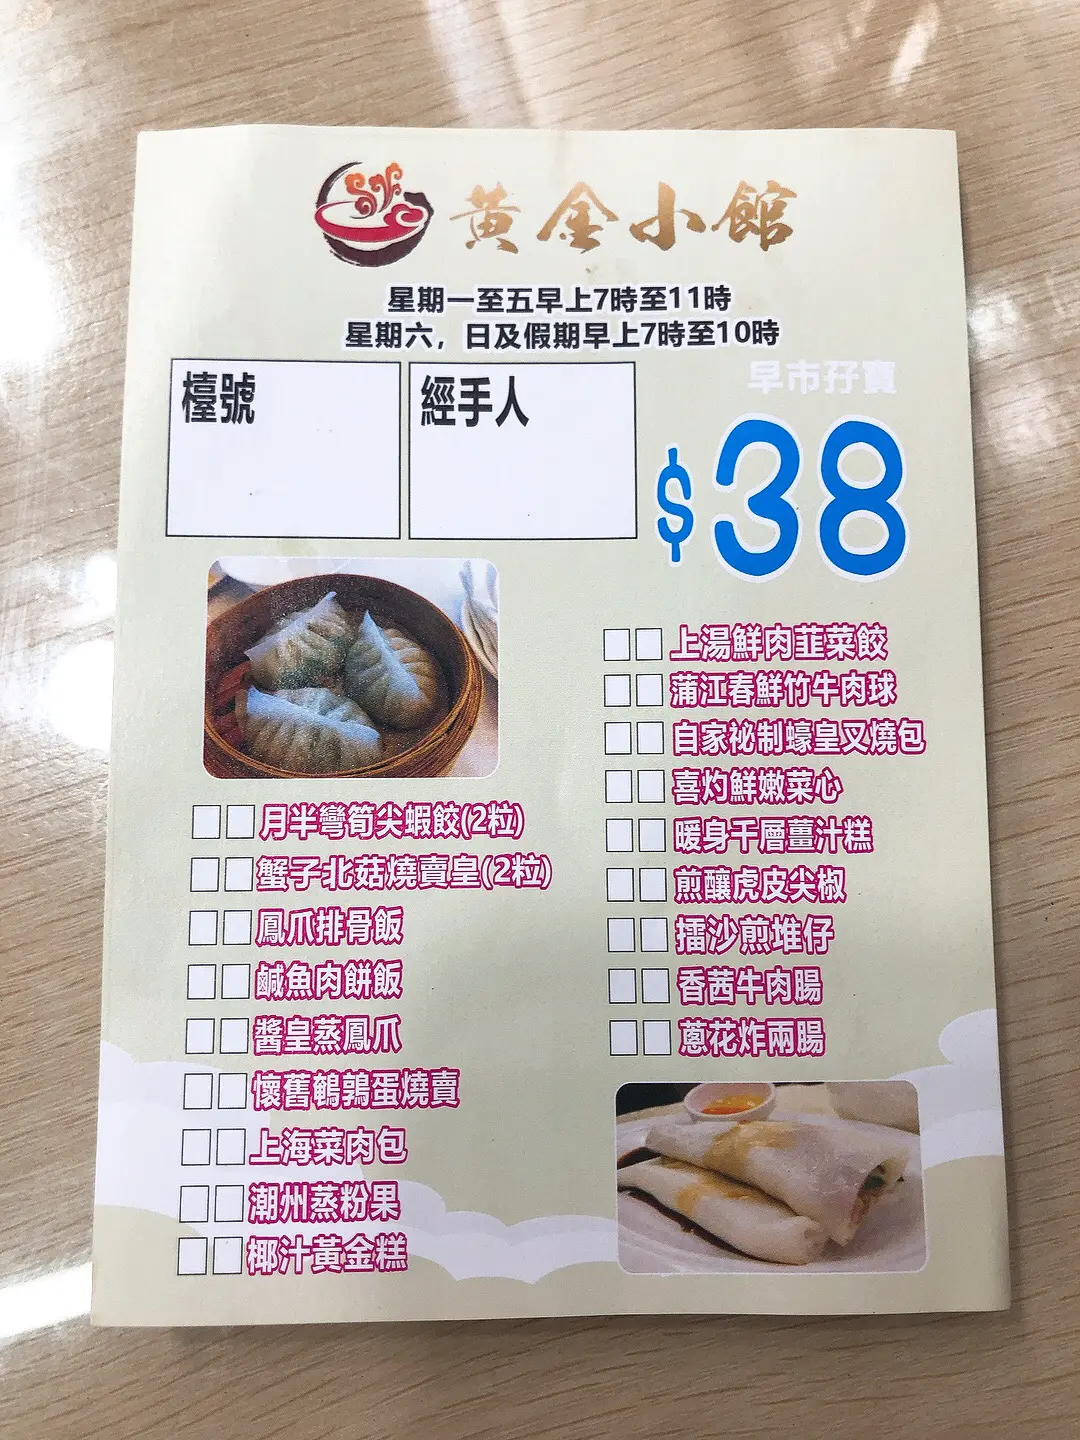 黃金小館
星期一至五早上7時至11時
星期六，日及假期早上7時至10時
檯號
經手人
早市孖寶
$38
月半彎筍尖蝦餃(2粒)
蟹子北菇燒賣皇(2粒)
鳳爪排骨飯
鹹魚肉餅飯
醬皇蒸鳳爪
懷舊鵪鶉蛋燒賣
上海菜肉包
潮州蒸粉果
椰汁黃金糕
上湯鮮肉韮菜餃
蒲江春鮮竹牛肉球
自家祕制蠔皇叉燒包
喜灼鮮嫩菜心
暖身千層薑汁糕
煎釀虎皮尖椒
擂沙煎堆仔
香茜牛肉腸
蔥花炸兩腸